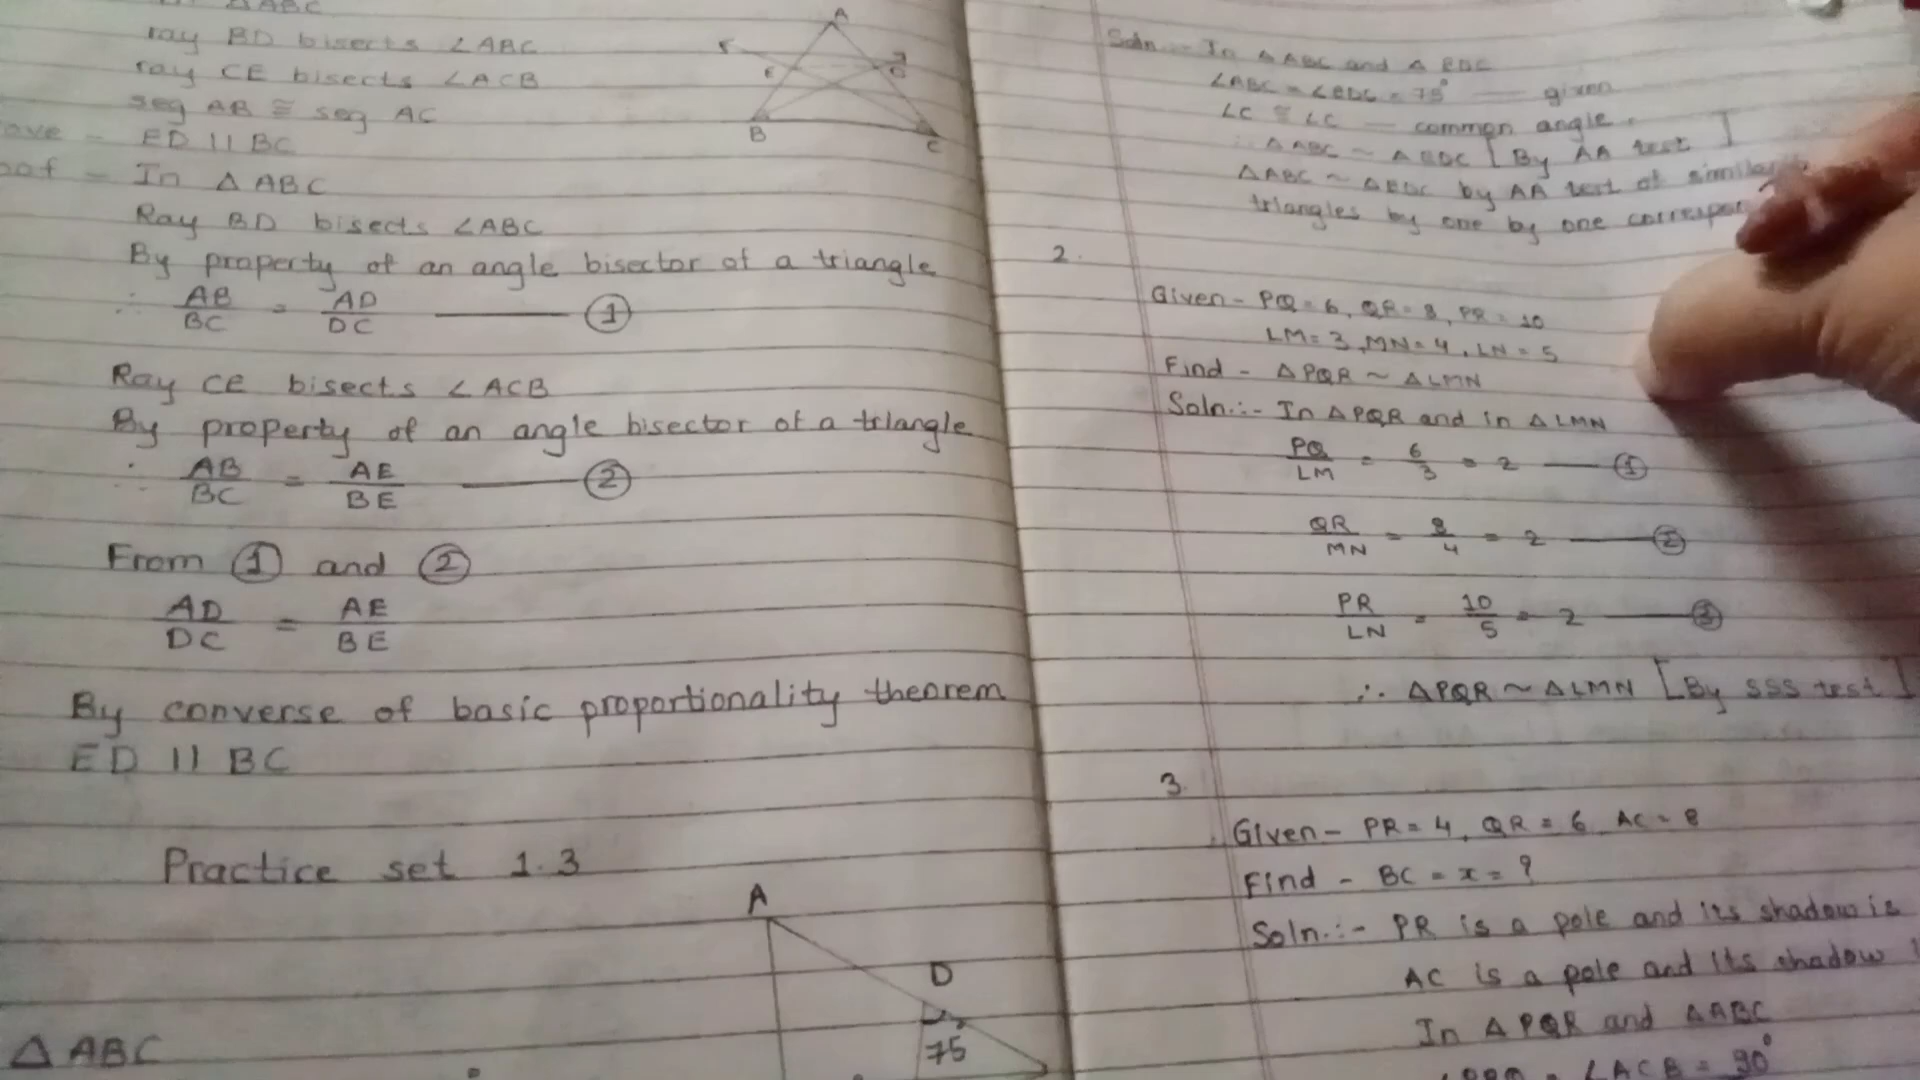 △ABC
ray BD bisects ∠ABC
ray CE bisects ∠ACB
seg AB ≅ seg AC
ove - ED || BC
oof - In △ABC
Ray BD bisects ∠ABC
By property of an angle bisector of a triangle
∴ AB/BC = AD/DC —— ①
Ray CE bisects ∠ACB
By property of an angle bisector of a triangle
∴ AB/BC = AE/BE —— ②
From ① and ②
AD/DC = AE/BE
By converse of basic proportionality theorem
ED || BC
Practice set 1.3
A
D
75
△ABC
A
E
B
C
Soln. - In △ABC and △EDC
∠ABC = ∠EDC = 75° — given
∠C ≅ ∠C — common angle.
∴ △ABC ~ △EDC [By AA test]
△ABC ~ △EDC by AA test of
triangles by one by one
2.
Given - PQ = 6, QR = 8, PR = 10
LM = 3, MN = 4, LN = 5
Find - △PQR ~ △LMN
Soln.:- In △PQR and in △LMN
PQ/LM = 6/3 = 2 — ①
QR/MN = 8/4 = 2 — ②
PR/LN = 10/5 = 2 — ③
∴ △PQR ~ △LMN [By SSS test]
3.
Given - PR = 4, QR = 6 AC = 8
Find - BC = x = ?
Soln.:- PR is a pole and its shadow is
AC is a pole and its shadow
In △PQR and △ABC
∠ACB = 90°